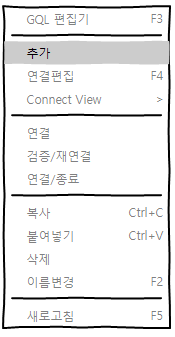 GQL 편집기 F3
추가
연결편집 F4
Connect View >
연결
검증/재연결
연결/종료
복사 Ctrl+C
붙여넣기 Ctrl+V
삭제
이름변경 F2
새로고침 F5